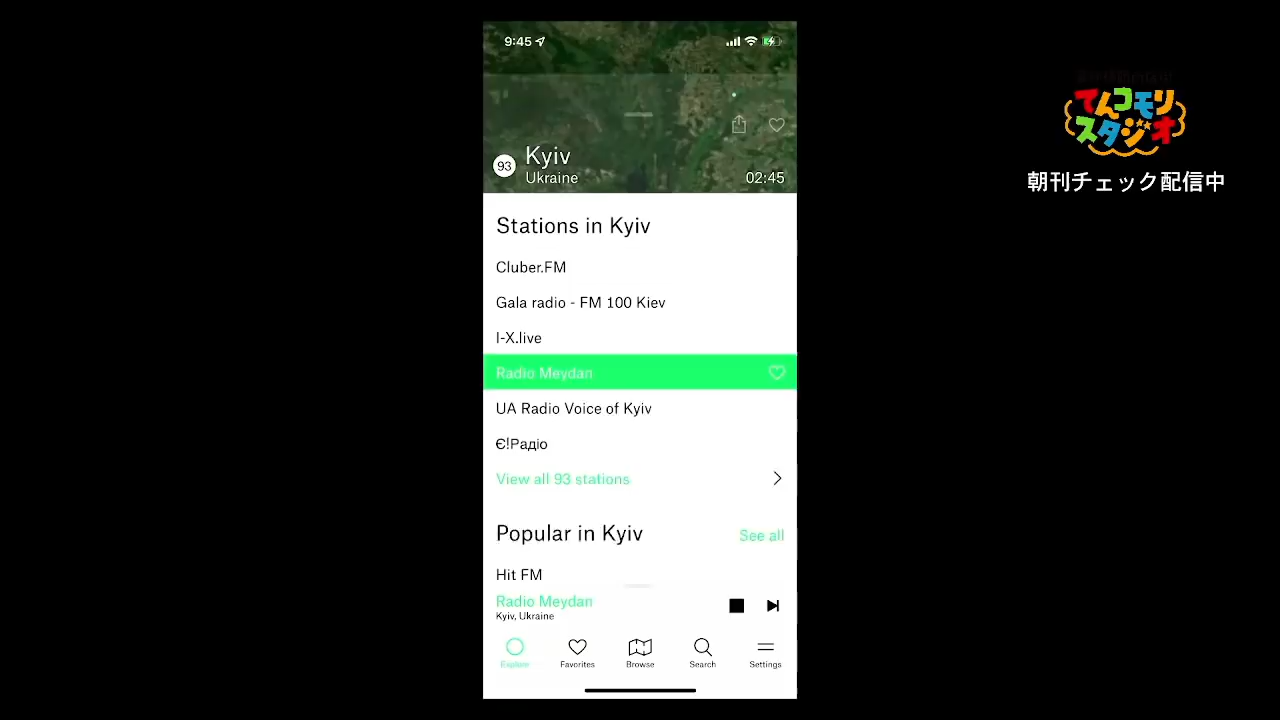 9:45
93
Kyiv
Ukraine
02:45
Stations in Kyiv
Cluber.FM
Gala radio - FM 100 Kiev
I-X.live
Radio Meydan
UA Radio Voice of Kyiv
Є!Радіо
View all 93 stations
Popular in Kyiv
See all
Hit FM
Radio Meydan
Kyiv, Ukraine
Explore
Favorites
Browse
Search
Settings
てんコモリ
スタジオ
朝刊チェック配信中